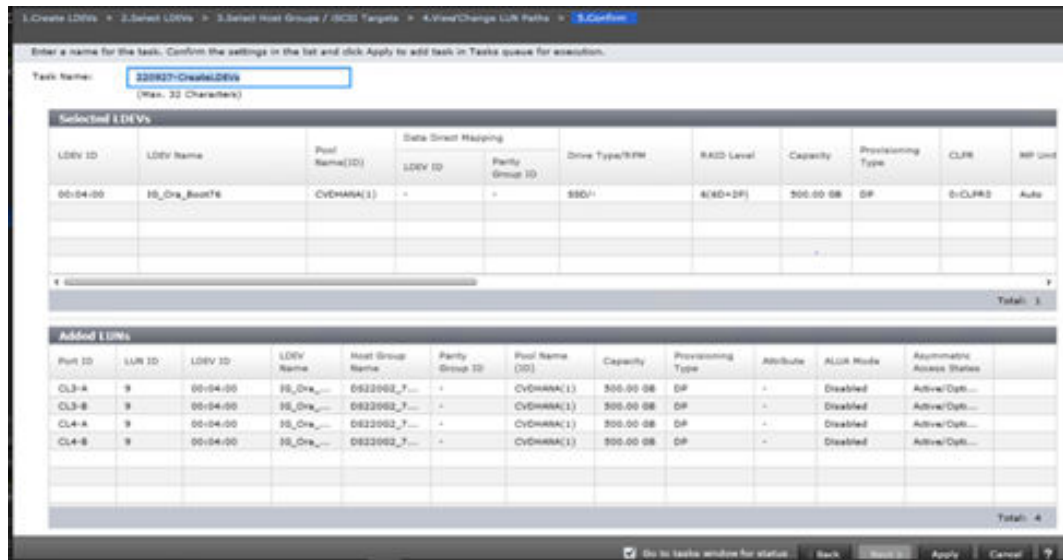 1.Create LDEVs > 2.Select LDEVs > 3.Select Host Groups / iSCSI Targets > 4.View/Change LUN Paths > 5.Confirm
Enter a name for the task. Confirm the settings in the list and click Apply to add task in Tasks queue for execution.
Task Name: 220927-CreateLDEVs
(Max. 32 Characters)
Selected LDEVs
LDEV ID LDEV Name Pool Name(ID) Data Direct Mapping LDEV ID Parity Group ID Drive Type/RPM RAID Level Capacity Provisioning Type CLPR MP Unit
00:04:00 Ora_Boot76 CVDHANA(1) - - SSD/- 6(6D+2P) 500.00 GB DP 0:CLPR0 Auto
Total: 1
Added LUNs
Port ID LUN ID LDEV ID LDEV Name Host Group Name Parity Group ID Pool Name (ID) Capacity Provisioning Type Attribute ALUA Mode Asymmetric Access States
CL3-A 9 00:04:00 DS22002_7... - CVDHANA(1) 500.00 GB DP - Disabled Active/Opti...
CL3-B 9 00:04:00 DS22002_7... - CVDHANA(1) 500.00 GB DP - Disabled Active/Opti...
CL4-A 9 00:04:00 DS22002_7... - CVDHANA(1) 500.00 GB DP - Disabled Active/Opti...
CL4-B 9 00:04:00 DS22002_7... - CVDHANA(1) 500.00 GB DP - Disabled Active/Opti...
Total: 4
Go to tasks window for status Back Next Apply Cancel ?